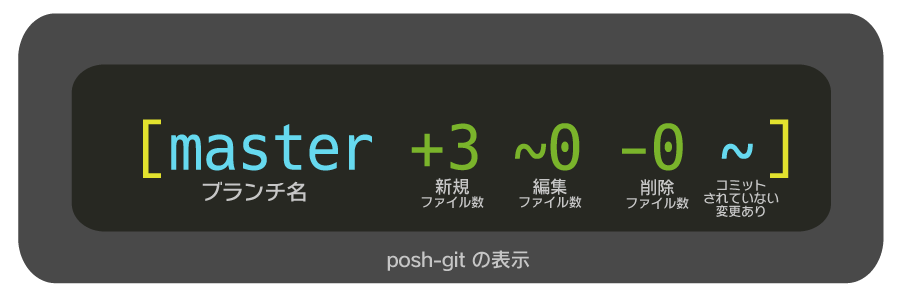 [master +3 ~0 -0 ~]
ブランチ名
新規
ファイル数
編集
ファイル数
削除
ファイル数
コミット
されていない
変更あり
posh-git の表示